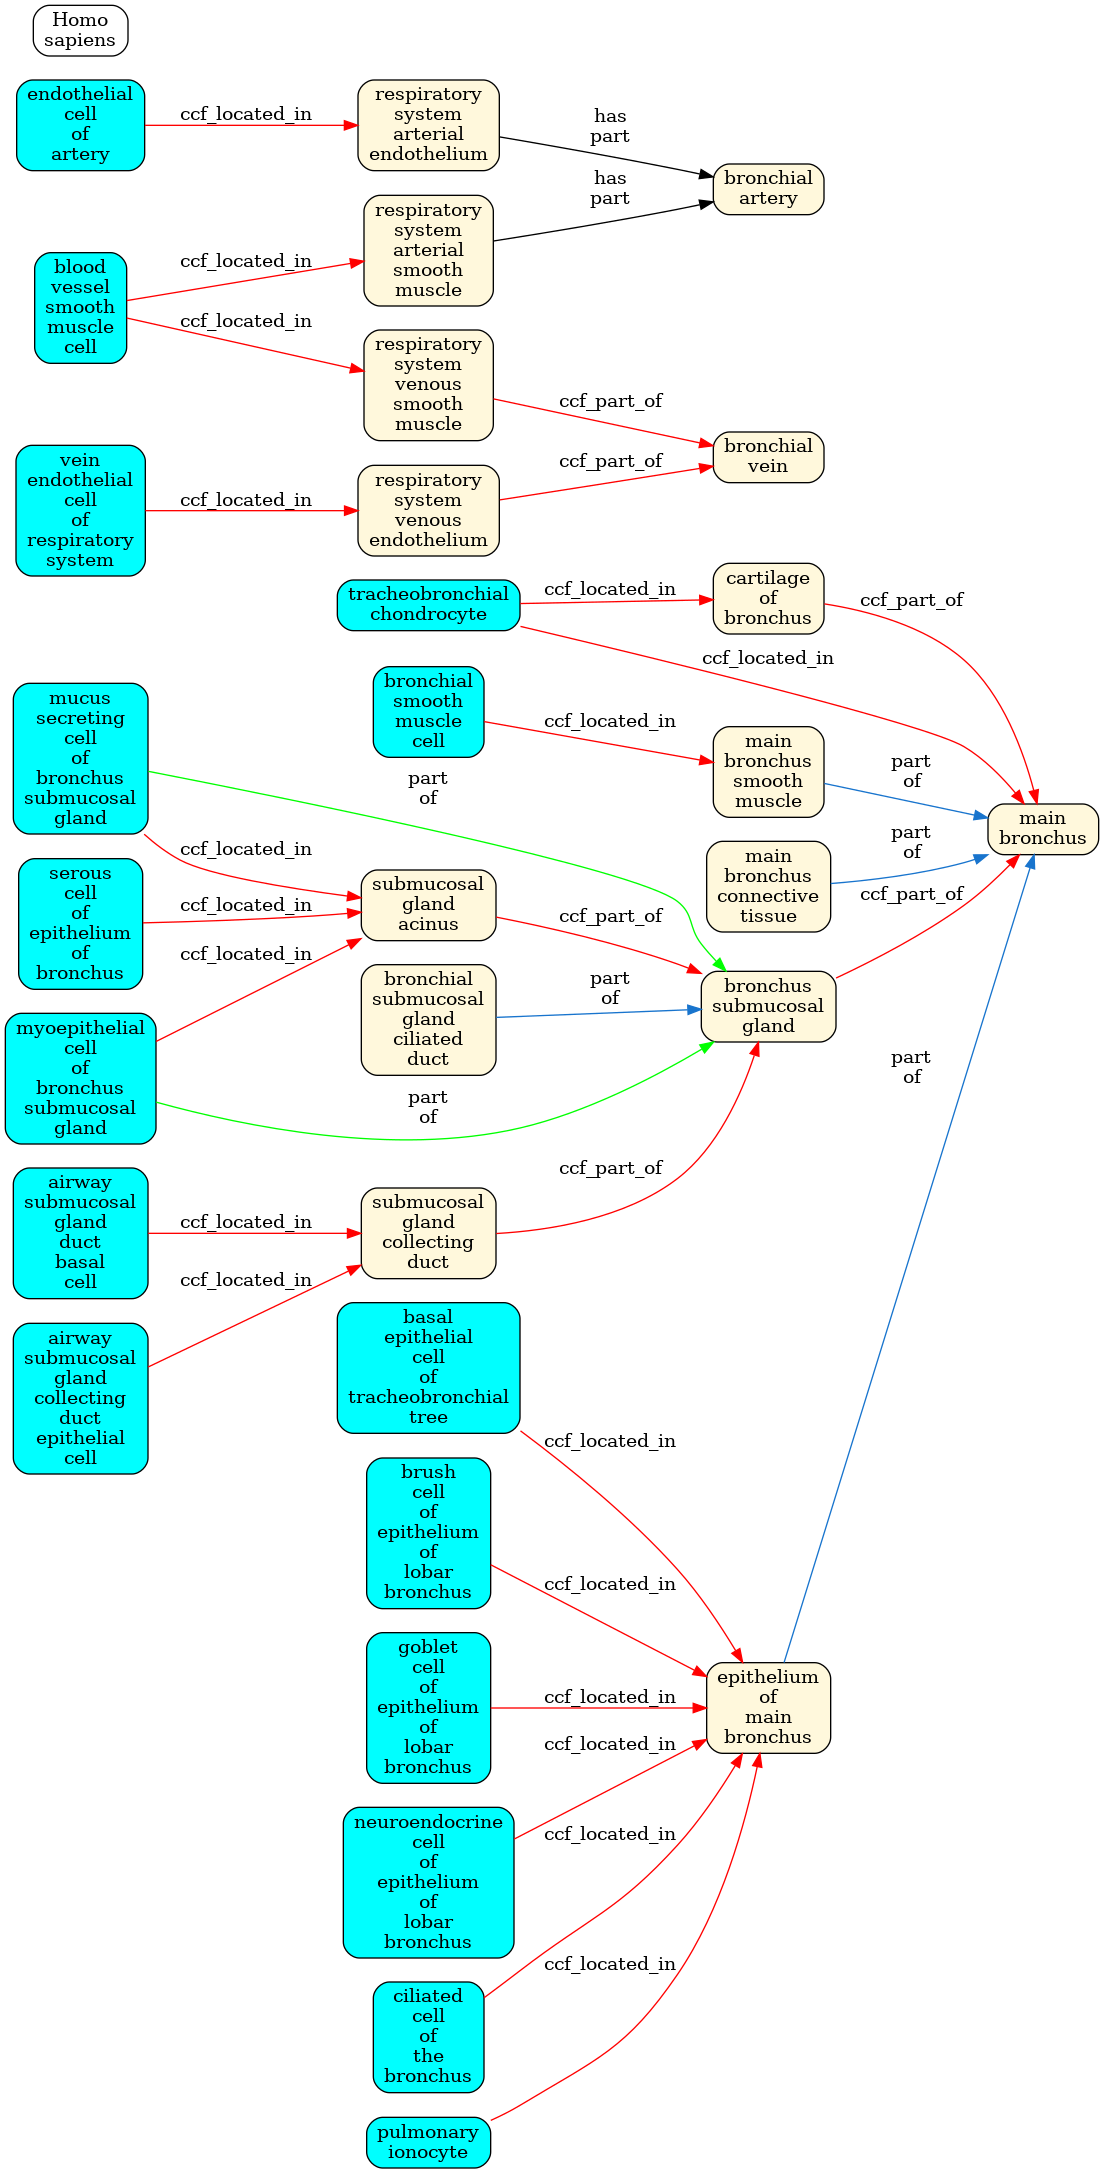 Homo
sapiens
endothelial
cell
of
artery
ccf_located_in
respiratory
system
arterial
endothelium
has
part
bronchial
artery
blood
vessel
smooth
muscle
cell
ccf_located_in
respiratory
system
arterial
smooth
muscle
has
part
ccf_located_in
respiratory
system
venous
smooth
muscle
ccf_part_of
bronchial
vein
vein
endothelial
cell
of
respiratory
system
ccf_located_in
respiratory
system
venous
endothelium
ccf_part_of
tracheobronchial
chondrocyte
ccf_located_in
cartilage
of
bronchus
ccf_part_of
ccf_located_in
main
bronchus
bronchial
smooth
muscle
cell
ccf_located_in
main
bronchus
smooth
muscle
part
of
main
bronchus
connective
tissue
part
of
mucus
secreting
cell
of
bronchus
submucosal
gland
part
of
ccf_located_in
serous
cell
of
epithelium
of
bronchus
ccf_located_in
submucosal
gland
acinus
ccf_part_of
bronchus
submucosal
gland
ccf_part_of
myoepithelial
cell
of
bronchus
submucosal
gland
ccf_located_in
part
of
bronchial
submucosal
gland
ciliated
duct
part
of
airway
submucosal
gland
duct
basal
cell
ccf_located_in
submucosal
gland
collecting
duct
ccf_part_of
airway
submucosal
gland
collecting
duct
epithelial
cell
ccf_located_in
basal
epithelial
cell
of
tracheobronchial
tree
ccf_located_in
brush
cell
of
epithelium
of
lobar
bronchus
ccf_located_in
goblet
cell
of
epithelium
of
lobar
bronchus
ccf_located_in
epithelium
of
main
bronchus
part
of
neuroendocrine
cell
of
epithelium
of
lobar
bronchus
ccf_located_in
ciliated
cell
of
the
bronchus
ccf_located_in
pulmonary
ionocyte
ccf_located_in